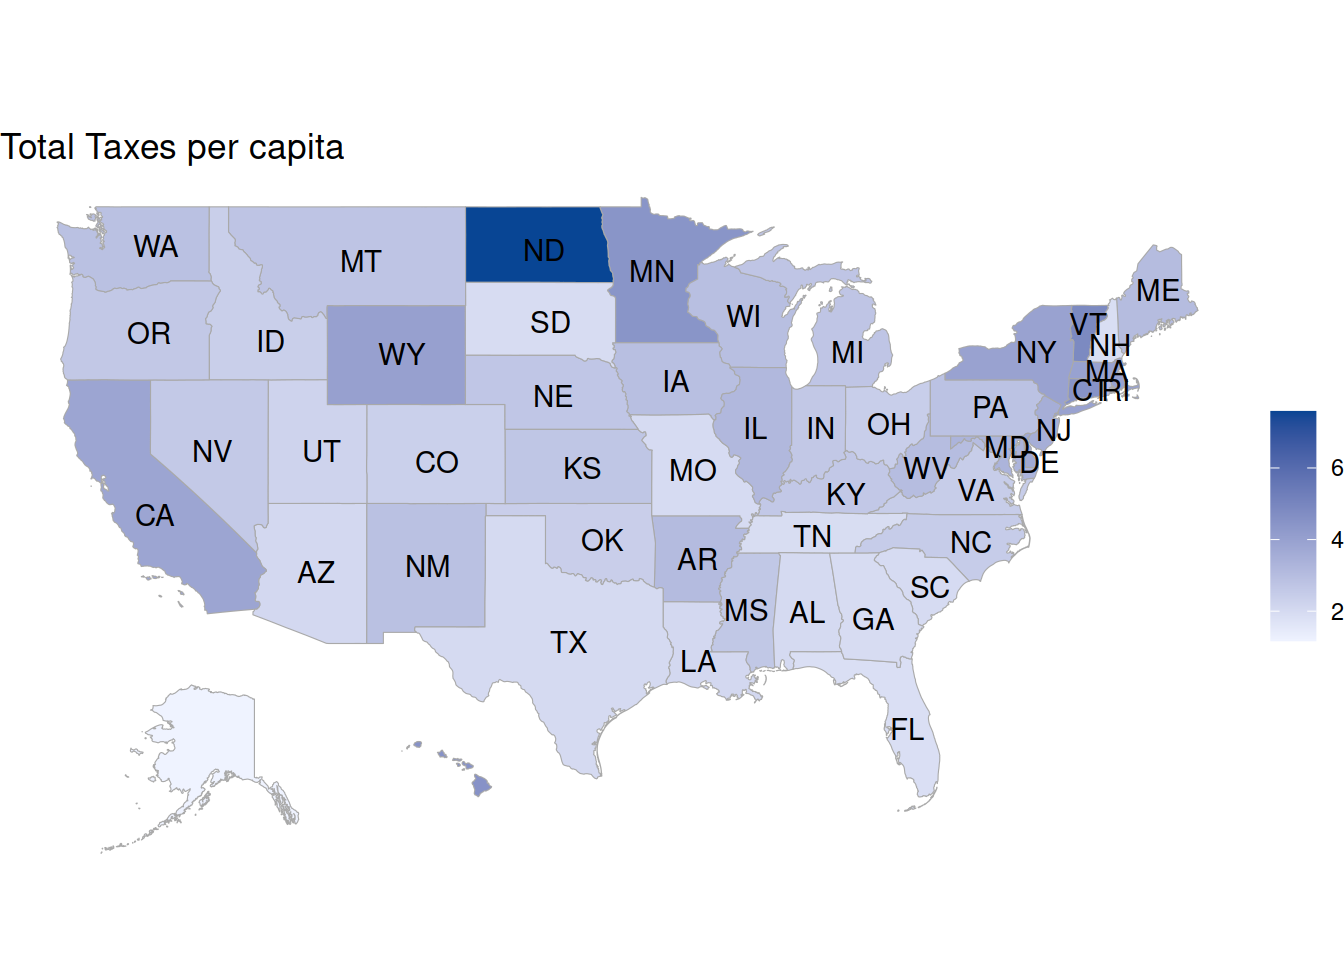 Total Taxes per capita
WA
MT
ND
MN
ME
OR
ID
SD
WI
VT
NH
WY
MI
NY
MA
NE
IA
CT
RI
PA
NV
UT
CO
KS
IL
IN
OH
NJ
MO
MD
DE
WV
KY
VA
CA
6
OK
TN
NC
4
AZ
NM
AR
SC
MS
AL
GA
2
TX
LA
FL